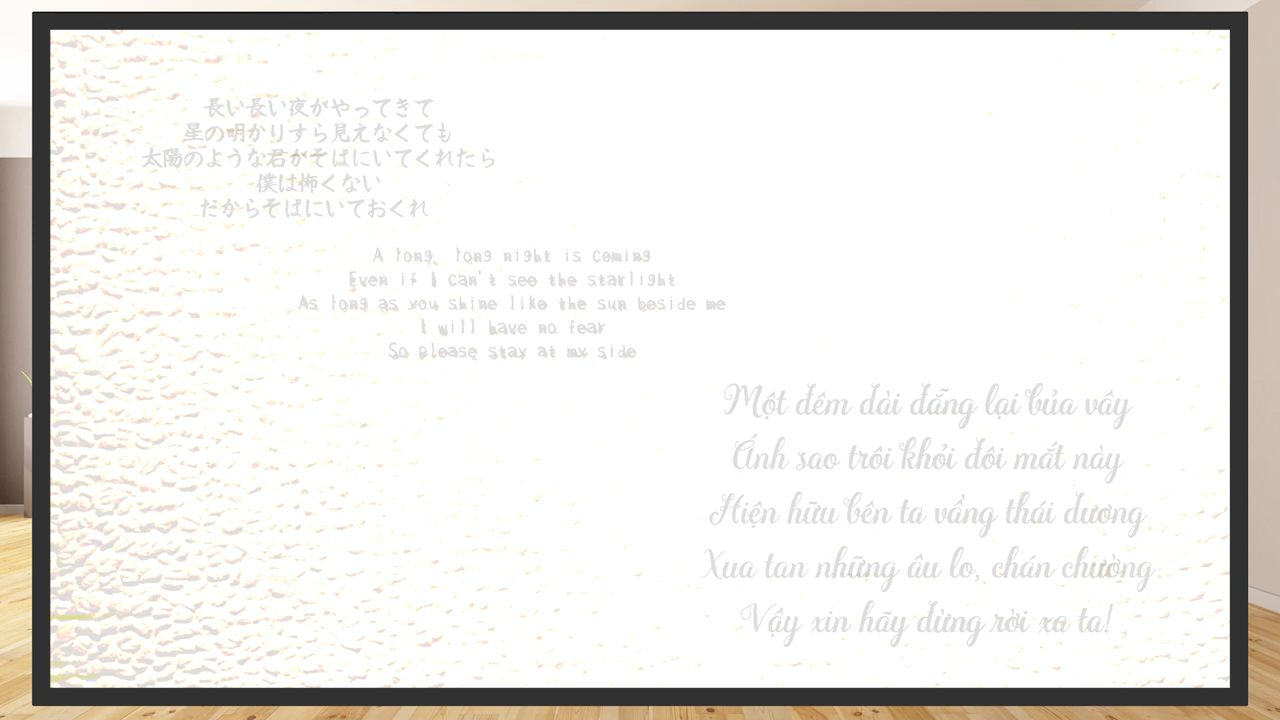 長い長い夜がやってきて
星の明かりすら見えなくても
太陽のような君がそばにいてくれたら
僕は怖くない
だからそばにいておくれ
A long, long night is coming
Even if I can't see the starlight
As long as you shine like the sun beside me
I will have no fear
So please stay at my side
Một đêm dài đẵng lại bủa vây
Ánh sao trôi khỏi đôi mắt này
Hiện hữu bên ta vầng thái dương
Xua tan những âu lo, chán chường
Vậy xin hãy đừng rời xa ta!